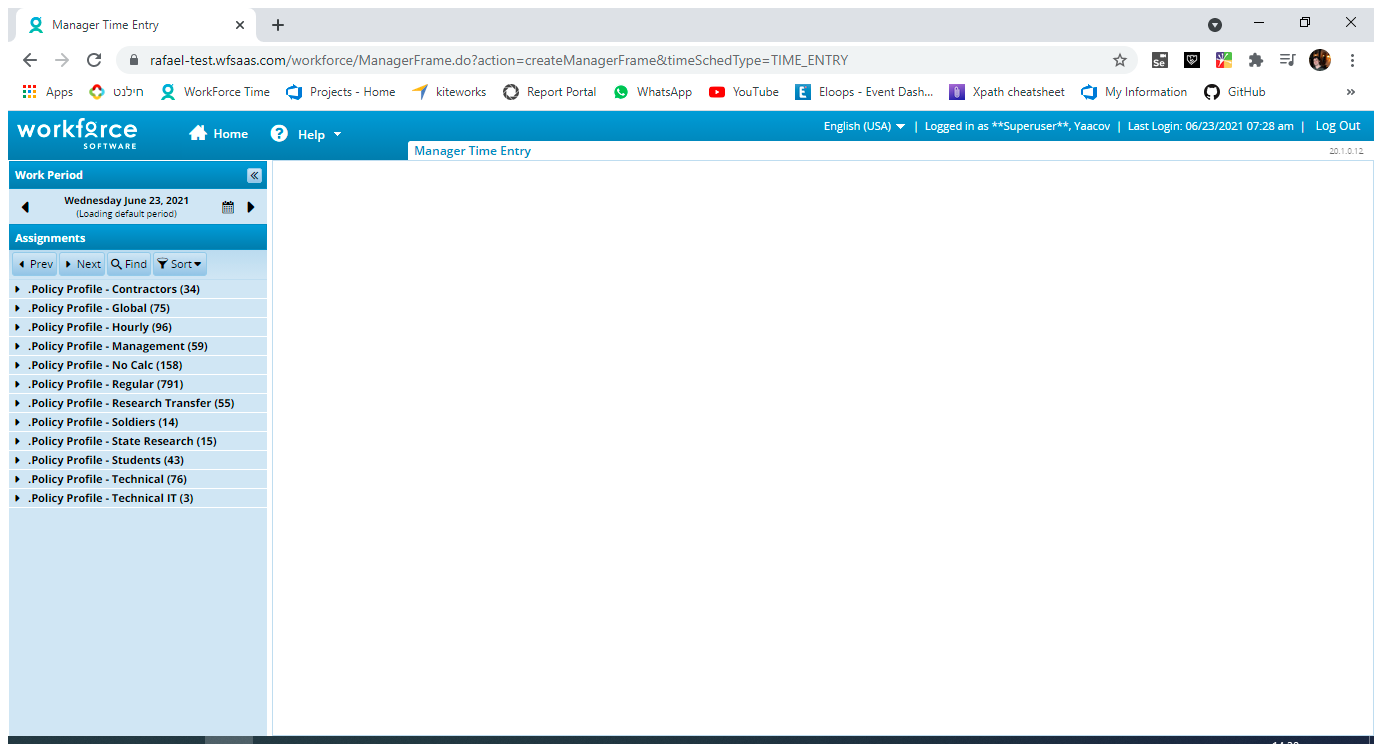 Manager Time Entry
rafael-test.wfsaas.com/workforce/ManagerFrame.do?action=createManagerFrame&timeSchedType=TIME_ENTRY
Se
Apps חילנט WorkForce Time Projects - Home kiteworks Report Portal WhatsApp YouTube E Eloops - Event Dash... Xpath cheatsheet My Information GitHub »
workforce SOFTWARE Home ? Help English (USA) | Logged in as **Superuser**, Yaacov | Last Login: 06/23/2021 07:28 am | Log Out
Manager Time Entry 20.1.0.12
Work Period
Wednesday June 23, 2021
(Loading default period)
Assignments
Prev Next Find Sort
.Policy Profile - Contractors (34)
.Policy Profile - Global (75)
.Policy Profile - Hourly (96)
.Policy Profile - Management (59)
.Policy Profile - No Calc (158)
.Policy Profile - Regular (791)
.Policy Profile - Research Transfer (55)
.Policy Profile - Soldiers (14)
.Policy Profile - State Research (15)
.Policy Profile - Students (43)
.Policy Profile - Technical (76)
.Policy Profile - Technical IT (3)